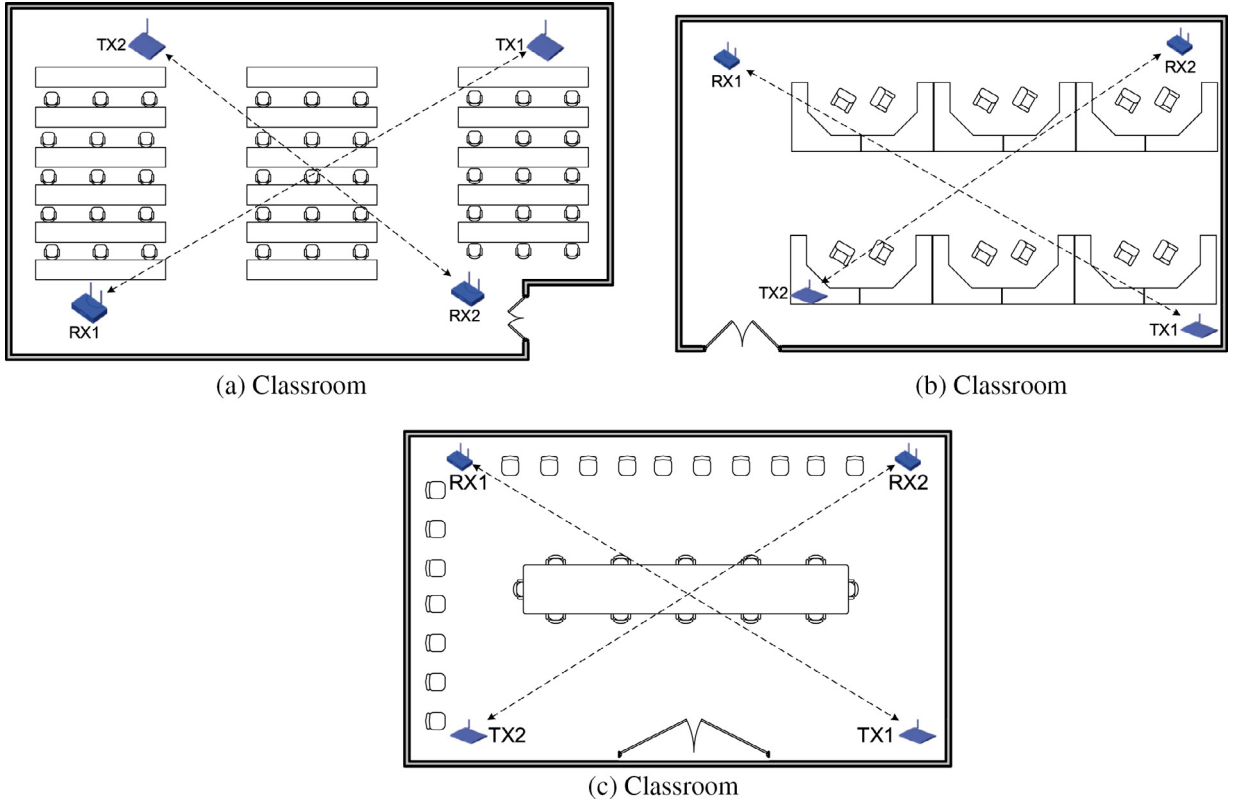 TX2
TX1
RX1
RX2
(a) Classroom
RX1
RX2
TX2
TX1
(b) Classroom
RX1
RX2
TX2
TX1
(c) Classroom